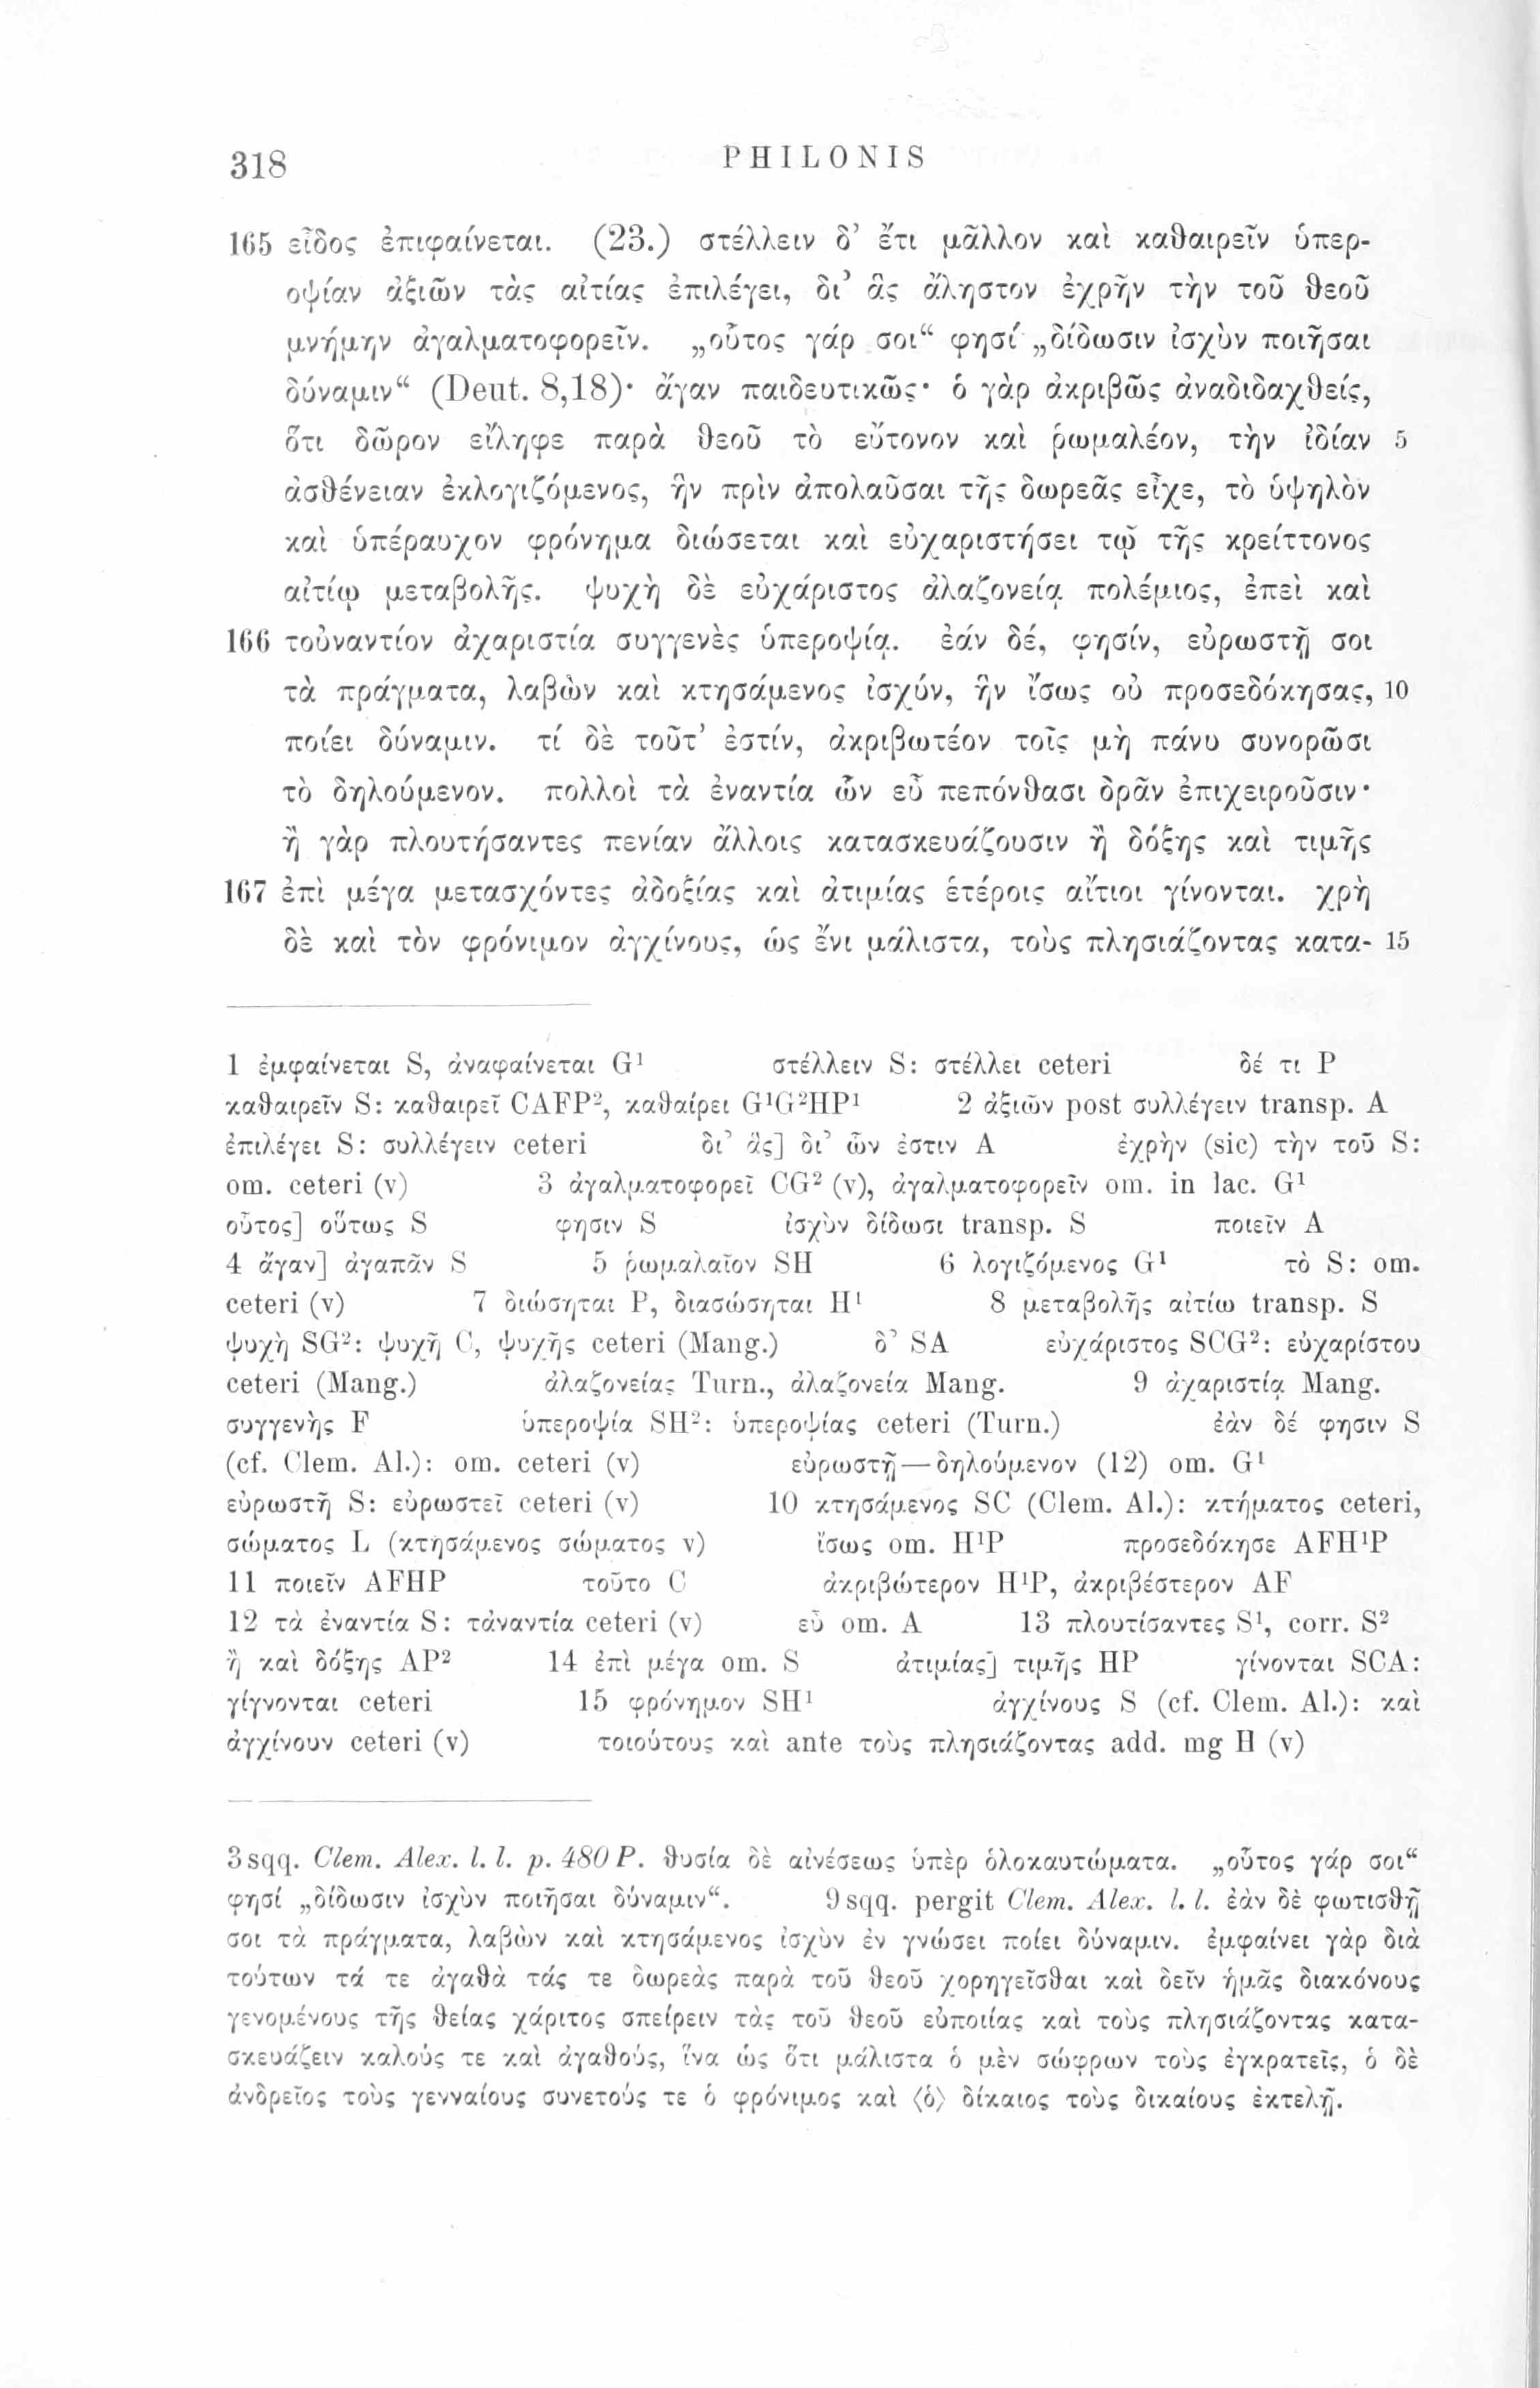 318
PHILONIS
165 εἶδος ἐπιφαίνεται. (23.) στέλλειν δ’ ἔτι μᾶλλον καὶ καθαιρεῖν ὑπερ-
οψίαν ἀξιῶν τὰς αἰτίας ἐπιλέγει, δι’ ἃς ἄληστον ἐχρῆν τὴν τοῦ θεοῦ
μνήμην ἀγαλματοφορεῖν. „οὗτος γάρ σοι“ φησί „δίδωσιν ἰσχὺν ποιῆσαι
δύναμιν“ (Deut. 8,18)· ἄγαν παιδευτικῶς· ὁ γὰρ ἀκριβῶς ἀναδιδαχθείς,
ὅτι δῶρον εἴληφε παρὰ θεοῦ τὸ εὔτονον καὶ ῥωμαλέον, τὴν ἰδίαν 5
ἀσθένειαν ἐκλογιζόμενος, ἣν πρὶν ἀπολαῦσαι τῆς δωρεᾶς εἶχε, τὸ ὑψηλὸν
καὶ ὑπέραυχον φρόνημα διώσεται καὶ εὐχαριστήσει τῷ τῆς κρείττονος
αἰτίῳ μεταβολῆς. ψυχὴ δὲ εὐχάριστος ἀλαζονείᾳ πολέμιος, ἐπεὶ καὶ
166 τοὐναντίον ἀχαριστία συγγενὲς ὑπεροψίᾳ. ἐάν δέ, φησίν, εὐρωστῇ σοι
τὰ πράγματα, λαβὼν καὶ κτησάμενος ἰσχύν, ἣν ἴσως οὐ προσεδόκησας, 10
ποίει δύναμιν. τί δὲ τοῦτ’ ἐστίν, ἀκριβωτέον τοῖς μὴ πάνυ συνορῶσι
τὸ δηλούμενον. πολλοὶ τὰ ἐναντία ὧν εὖ πεπόνθασι δρᾶν ἐπιχειροῦσιν·
ἢ γὰρ πλουτήσαντες πενίαν ἄλλοις κατασκευάζουσιν ἢ δόξης καὶ τιμῆς
167 ἐπὶ μέγα μετασχόντες ἀδοξίας καὶ ἀτιμίας ἑτέροις αἴτιοι γίνονται. χρὴ
δὲ καὶ τὸν φρόνιμον ἀγχίνους, ὡς ἔνι μάλιστα, τοὺς πλησιάζοντας κατα- 15
1 ἐμφαίνεται S, ἀναφαίνεται G¹ στέλλειν S: στέλλει ceteri δέ τι P
καθαιρεῖν S: καθαιρεῖ CAFP², καθαίρει G¹G²HP¹ 2 ἀξιῶν post συλλέγειν transp. A
ἐπιλέγει S: συλλέγειν ceteri δι’ ἃς] δι’ ὧν ἐστιν A ἐχρὴν (sic) τὴν τοῦ S:
om. ceteri (v) 3 ἀγαλματοφορεῖ CG² (v), ἀγαλματοφορεῖν om. in lac. G¹
οὗτος] οὕτως S φησιν S ἰσχὺν δίδωσι transp. S ποιεῖν A
4 ἄγαν] ἀγαπᾶν S 5 ῥωμαλαῖον SH 6 λογιζόμενος G¹ τὸ S: om.
ceteri (v) 7 διώσηται P, διασώσηται H¹ 8 μεταβολῆς αἰτίω transp. S
ψυχὴ SG²: ψυχῇ C, ψυχῆς ceteri (Mang.) δ’ SA εὐχάριστος SCG²: εὐχαρίστου
ceteri (Mang.) ἀλαζονείας Turn., ἀλαζονεία Mang. 9 ἀχαριστίᾳ Mang.
συγγενὴς F ὑπεροψία SH²: ὑπεροψίας ceteri (Turn.) ἐὰν δέ φησιν S
(cf. Clem. Al.): om. ceteri (v) εὐρωστῇ — δηλούμενον (12) om. G¹
εὐρωστῆ S: εὐρωστεῖ ceteri (v) 10 κτησάμενος SC (Clem. Al.): κτήματος ceteri,
σώματος L (κτησάμενος σώματος v) ἴσως om. H¹P προσεδόκησε AFH¹P
11 ποιεῖν AFHP τοῦτο C ἀκριβώτερον H¹P, ἀκριβέστερον AF
12 τὰ ἐναντία S: τἀναντία ceteri (v) εὖ om. A 13 πλουτίσαντες S¹, corr. S²
ἢ καὶ δόξης AP² 14 ἐπὶ μέγα om. S ἀτιμίας] τιμῆς HP γίνονται SCA:
γίγνονται ceteri 15 φρόνημον SH¹ ἀγχίνους S (cf. Clem. Al.): καὶ
ἀγχίνουν ceteri (v) τοιούτους καὶ ante τοὺς πλησιάζοντας add. mg H (v)
3 sqq. Clem. Alex. l. l. p. 480 P. θυσία δὲ αἰνέσεως ὑπὲρ ὁλοκαυτώματα. „οὗτος γάρ σοι“
φησί „δίδωσιν ἰσχὺν ποιῆσαι δύναμιν“. 9 sqq. pergit Clem. Alex. l. l. ἐὰν δὲ φωτισθῇ
σοι τὰ πράγματα, λαβὼν καὶ κτησάμενος ἰσχὺν ἐν γνώσει ποίει δύναμιν. ἐμφαίνει γὰρ διὰ
τούτων τά τε ἀγαθὰ τάς τε δωρεὰς παρὰ τοῦ θεοῦ χορηγεῖσθαι καὶ δεῖν ἡμᾶς διακόνους
γενομένους τῆς θείας χάριτος σπείρειν τὰς τοῦ θεοῦ εὐποιίας καὶ τοὺς πλησιάζοντας κατα-
σκευάζειν καλούς τε καὶ ἀγαθούς, ἵνα ὡς ὅτι μάλιστα ὁ μὲν σώφρων τοὺς ἐγκρατεῖς, ὁ δὲ
ἀνδρεῖος τοὺς γενναίους συνετούς τε ὁ φρόνιμος καὶ ⟨ὁ⟩ δίκαιος τοὺς δικαίους ἐκτελῇ.